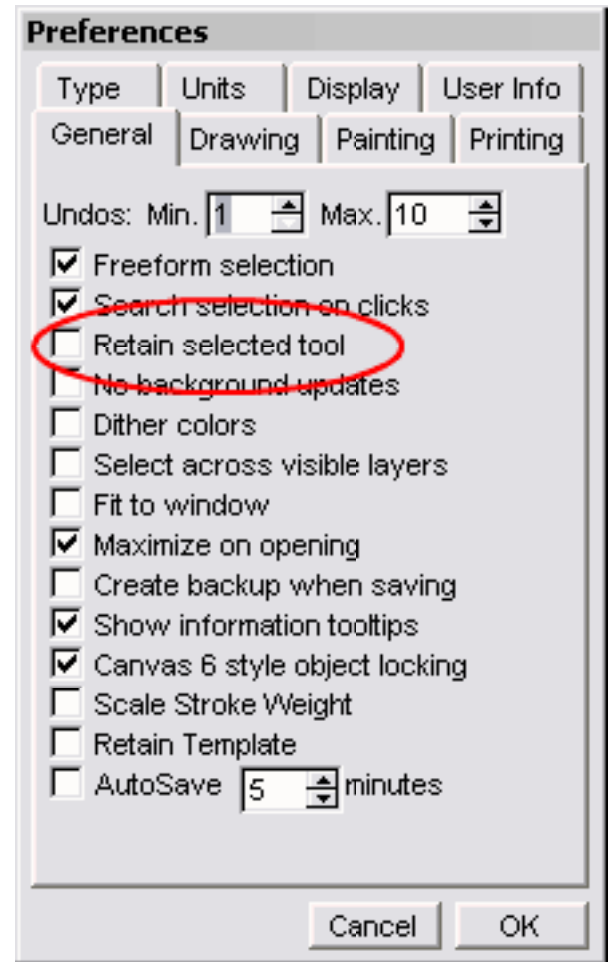 Preferences
Type Units Display User Info
General Drawing Painting Printing
Undos: Min. 1 Max. 10
Freeform selection
Search selection on clicks
Retain selected tool
No background updates
Dither colors
Select across visible layers
Fit to window
Maximize on opening
Create backup when saving
Show information tooltips
Canvas 6 style object locking
Scale Stroke Weight
Retain Template
AutoSave 5 minutes
Cancel OK